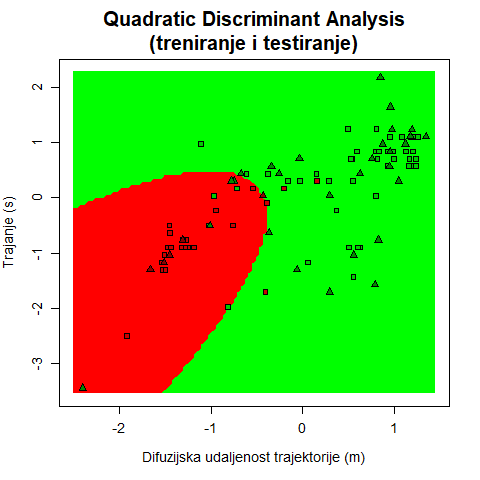 Quadratic Discriminant Analysis
(treniranje i testiranje)
Trajanje (s)
2
1
0
-1
-2
-3
-2
-1
0
1
Difuzijska udaljenost trajektorije (m)